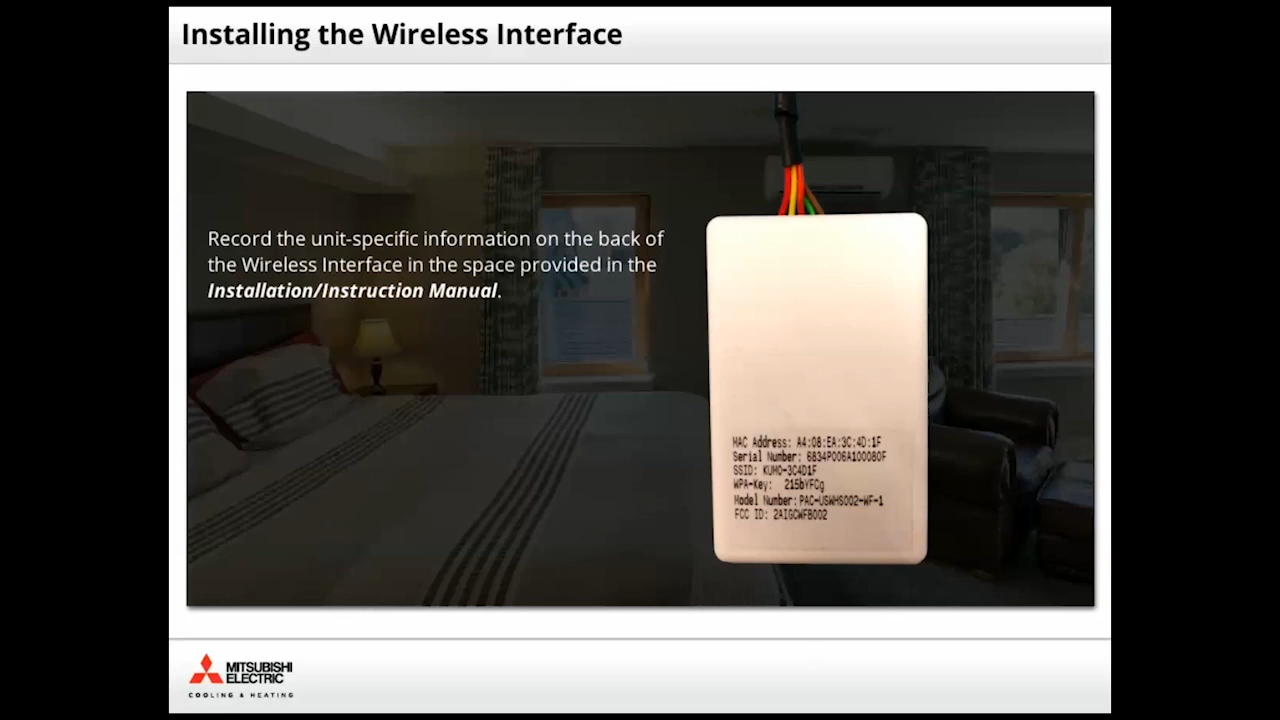 Installing the Wireless Interface
Record the unit-specific information on the back of
the Wireless Interface in the space provided in the
Installation/Instruction Manual.
MAC Address: A4:08:EA:3C:4D:1F
Serial Number: 6834P006A100080F
SSID: KUMO-3C4D1F
WPA-Key: 215bYFCg
Model Number: PAC-USWHS002-WF-1
FCC ID: 2AIGCWFB002
MITSUBISHI
ELECTRIC
COOLING & HEATING